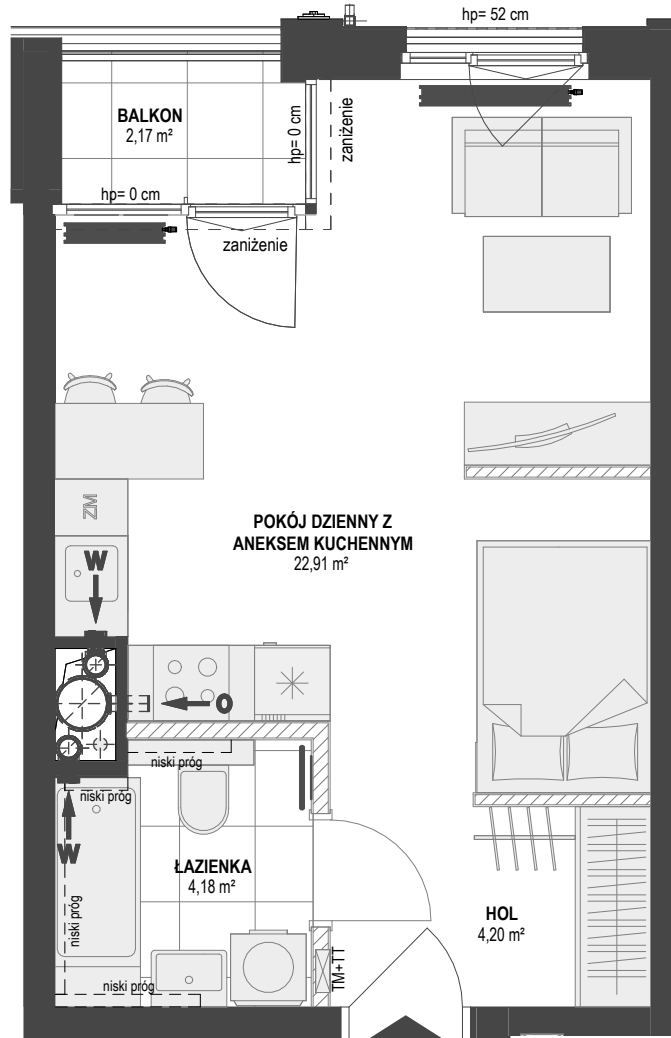 hp= 52 cm
BALKON
2,17 m²
hp= 0 cm
zaniżenie
hp= 0 cm
zaniżenie
ZM
W
POKÓJ DZIENNY Z
ANEKSEM KUCHENNYM
22,91 m²
O
niski próg
niski próg
W
ŁAZIENKA
4,18 m²
niski próg
niski próg
TM+TT
HOL
4,20 m²